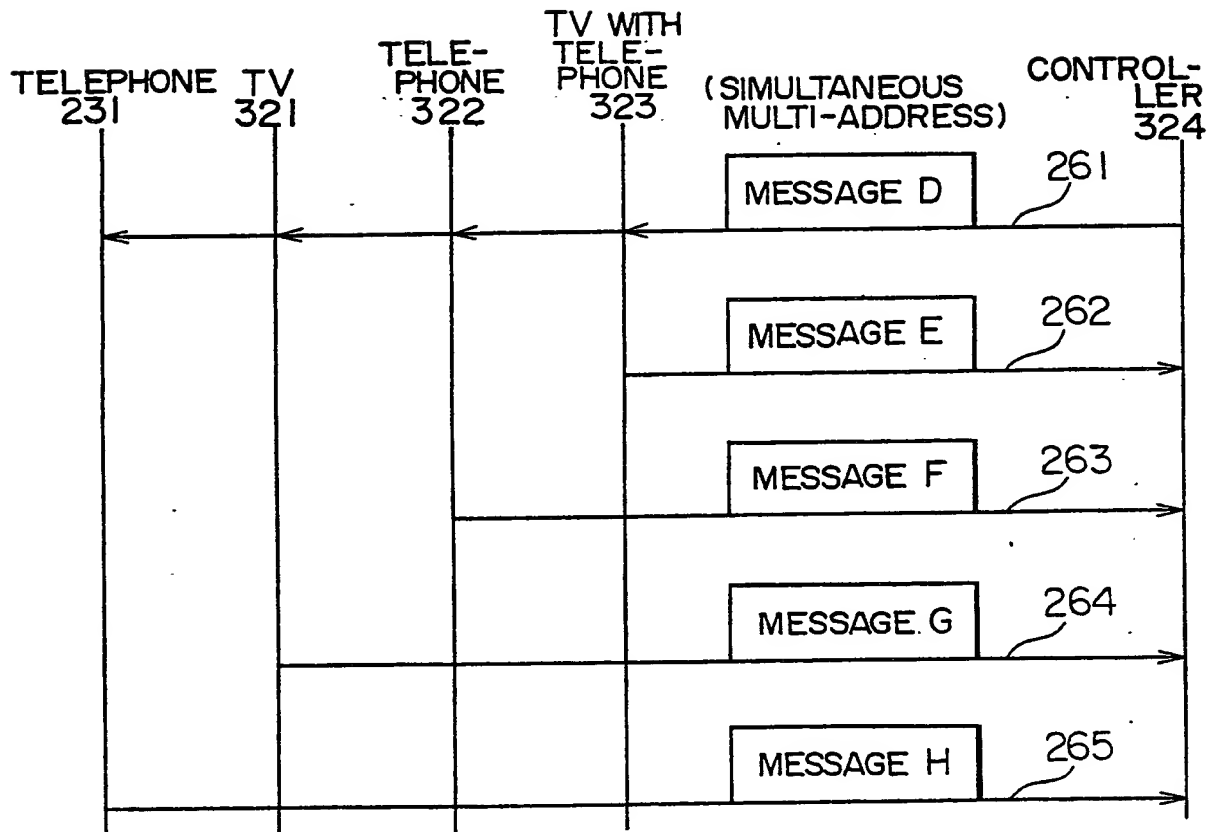 TELEPHONE
231
TV
321
TELE-
PHONE
322
TV WITH
TELE-
PHONE
323
(SIMULTANEOUS
MULTI-ADDRESS)
CONTROL-
LER
324
MESSAGE D
261
MESSAGE E
262
MESSAGE F
263
MESSAGE G
264
MESSAGE H
265